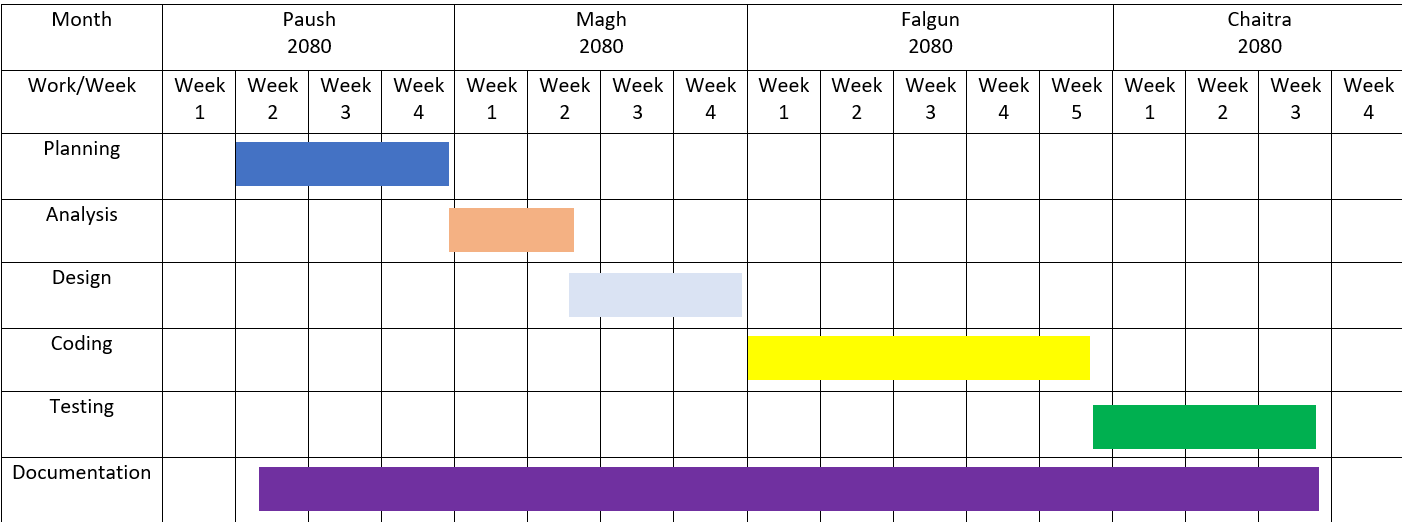 Month Paush Magh Falgun Chaitra
2080 2080 2080 2080
Work/Week Week Week Week Week Week Week Week Week Week Week Week Week Week Week Week Week Week
1 2 3 4 1 2 3 4 1 2 3 4 5 1 2 3 4
Planning
Analysis
Design
Coding
Testing
Documentation